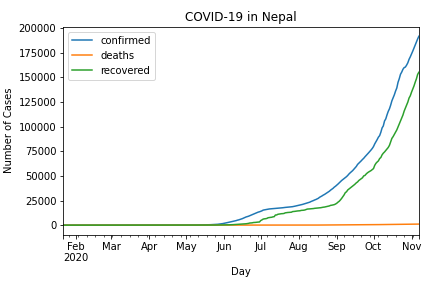 COVID-19 in Nepal
confirmed
deaths
recovered
Number of Cases
200000
175000
150000
125000
100000
75000
50000
25000
0
Feb Mar Apr May Jun Jul Aug Sep Oct Nov
2020
Day